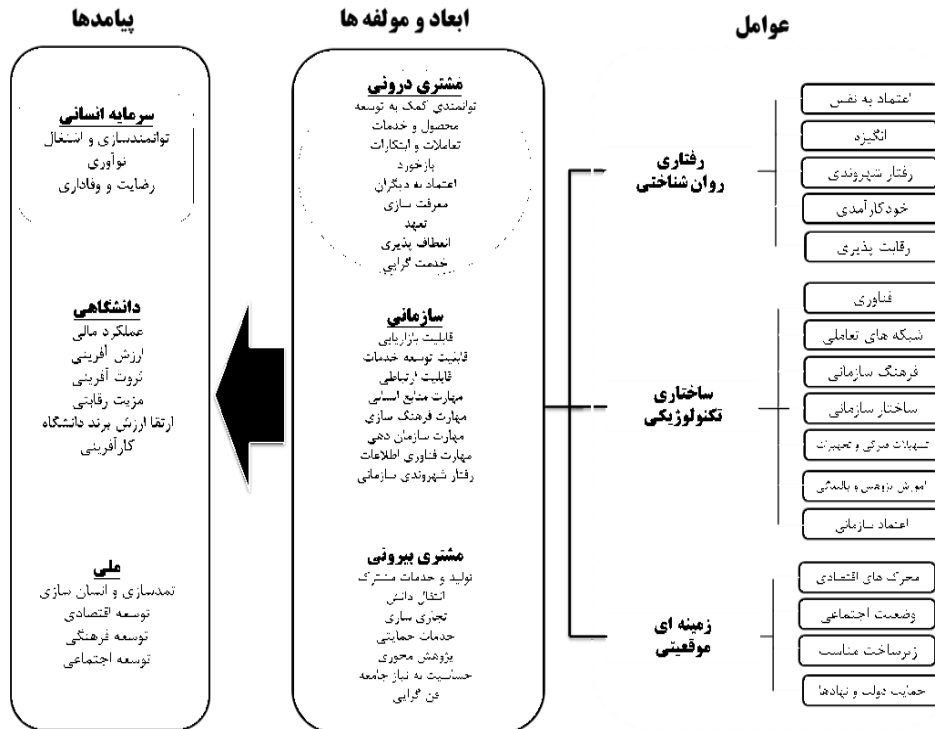 عوامل
رفتاری
روان شناختی
اعتماد به نفس
انگیزه
رفتار شهروندی
خودکارآمدی
رقابت پذیری
ساختاری
تکنولوژیکی
فناوری
شبکه های تعاملی
فرهنگ سازمانی
ساختار سازمانی
تسهیلات و تجهیزات
آموزش پژوهش و بالندگی
اعتماد سازمانی
زمینه ای
موقعیتی
محرک های اقتصادی
وضعیت اجتماعی
زیرساخت مناسب
حمایت دولت و نهادها
ابعاد و مولفه ها
مشتری درونی
توانمندی کمک به توسعه
محصول و خدمات
تعاملات و ابتکارات
بازخورد
اعتماد به دیگران
معرفت سازی
تعهد
انعطاف پذیری
خدمت گرایی
سازمانی
قابلیت بازاریابی
قابلیت توسعه خدمات
قابلیت ارتباطی
مهارت منابع انسانی
مهارت فرهنگ سازی
مهارت سازمان دهی
مهارت فناوری اطلاعات
رفتار شهروندی سازمانی
مشتری بیرونی
تولید و خدمات مشترک
انتقال دانش
تجاری سازی
خدمات حمایتی
پژوهش محوری
حساسیت به نیاز جامعه
فن گرایی
پیامدها
سرمایه انسانی
توانمندسازی و اشتغال
نوآوری
رضایت و وفاداری
دانشگاهی
عملکرد مالی
ارزش آفرینی
ثروت آفرینی
مزیت رقابتی
ارتقا ارزش برند دانشگاه
کارآفرینی
ملی
تمدسازی و انسان سازی
توسعه اقتصادی
توسعه فرهنگی
توسعه اجتماعی